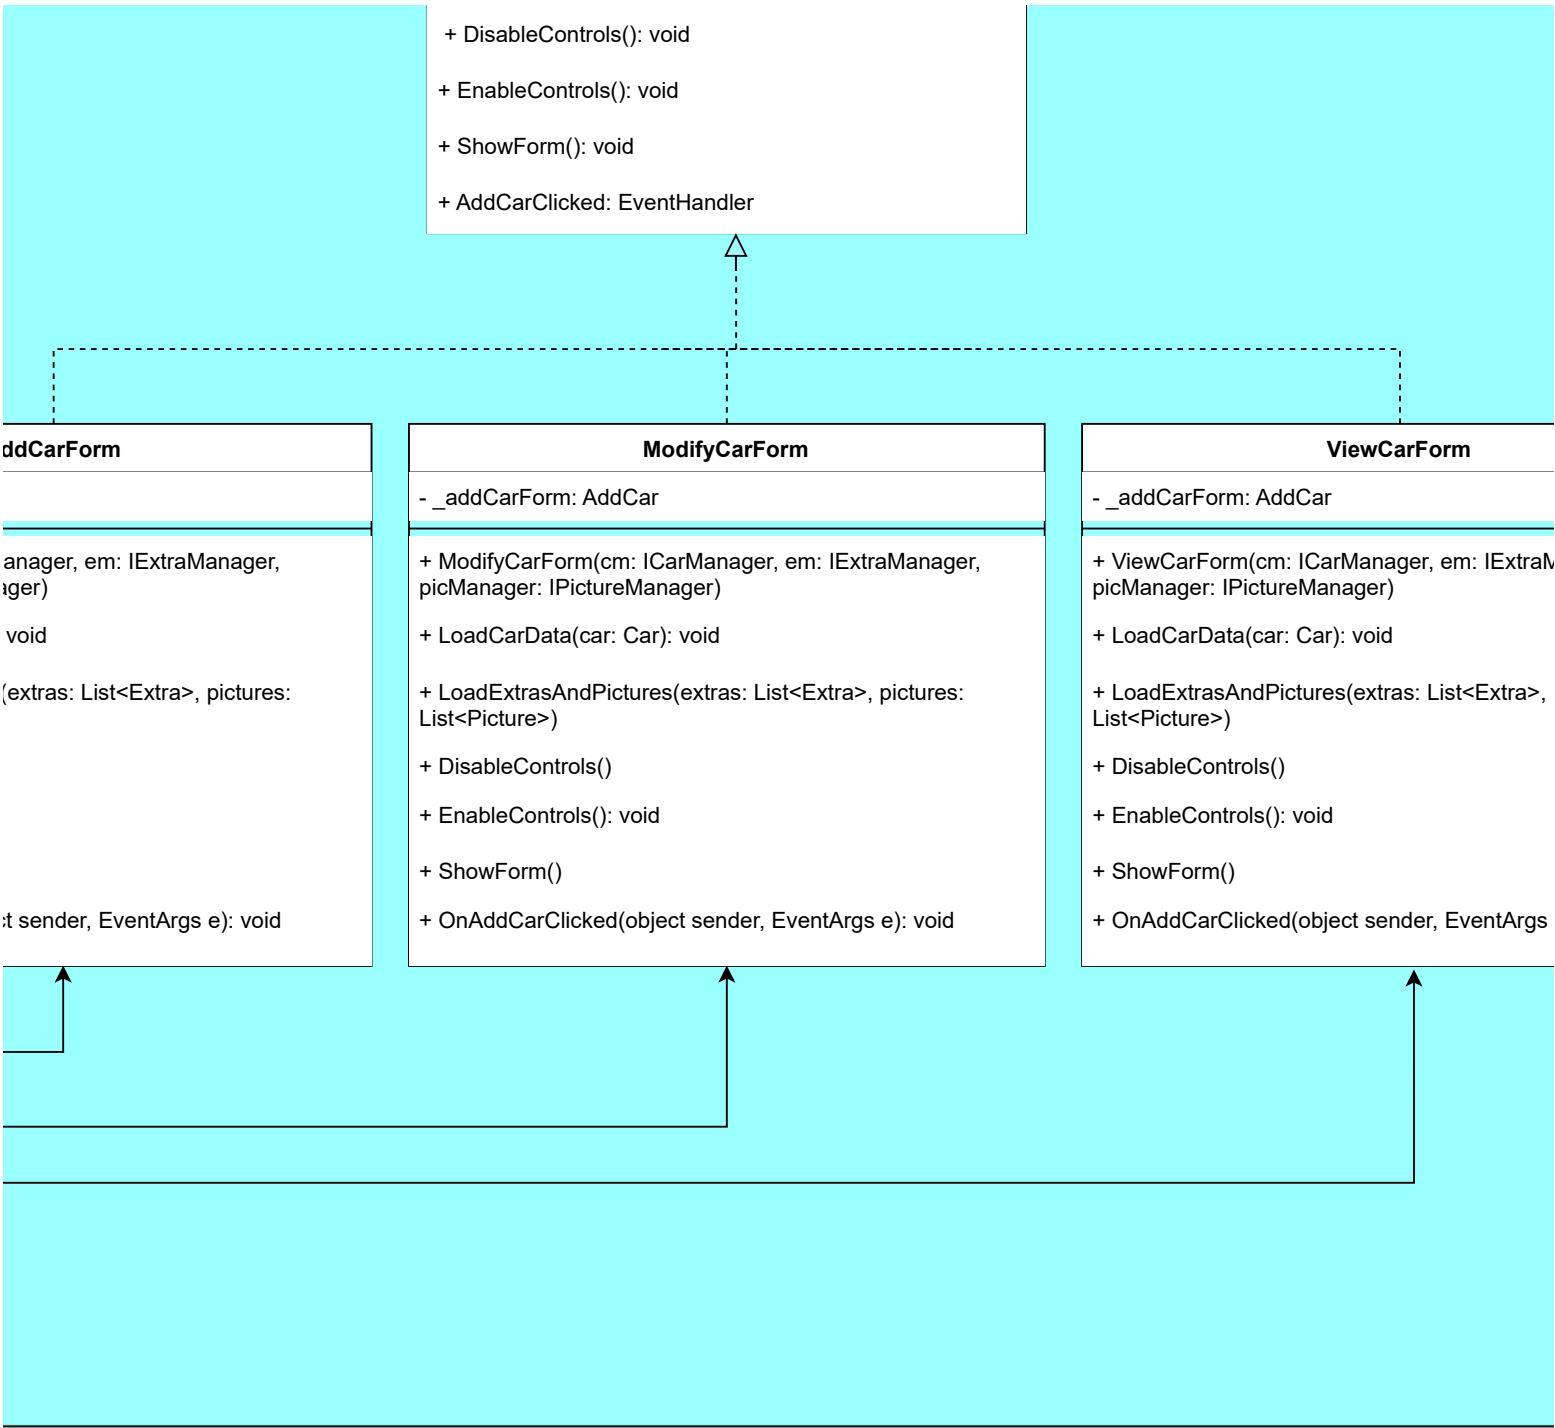 + DisableControls(): void
+ EnableControls(): void
+ ShowForm(): void
+ AddCarClicked: EventHandler
ddCarForm
anager, em: IExtraManager,
ager)
void
(extras: List<Extra>, pictures:
ct sender, EventArgs e): void
ModifyCarForm
- _addCarForm: AddCar
+ ModifyCarForm(cm: ICarManager, em: IExtraManager,
picManager: IPictureManager)
+ LoadCarData(car: Car): void
+ LoadExtrasAndPictures(extras: List<Extra>, pictures:
List<Picture>)
+ DisableControls()
+ EnableControls(): void
+ ShowForm()
+ OnAddCarClicked(object sender, EventArgs e): void
ViewCarForm
- _addCarForm: AddCar
+ ViewCarForm(cm: ICarManager, em: IExtraM
picManager: IPictureManager)
+ LoadCarData(car: Car): void
+ LoadExtrasAndPictures(extras: List<Extra>,
List<Picture>)
+ DisableControls()
+ EnableControls(): void
+ ShowForm()
+ OnAddCarClicked(object sender, EventArgs